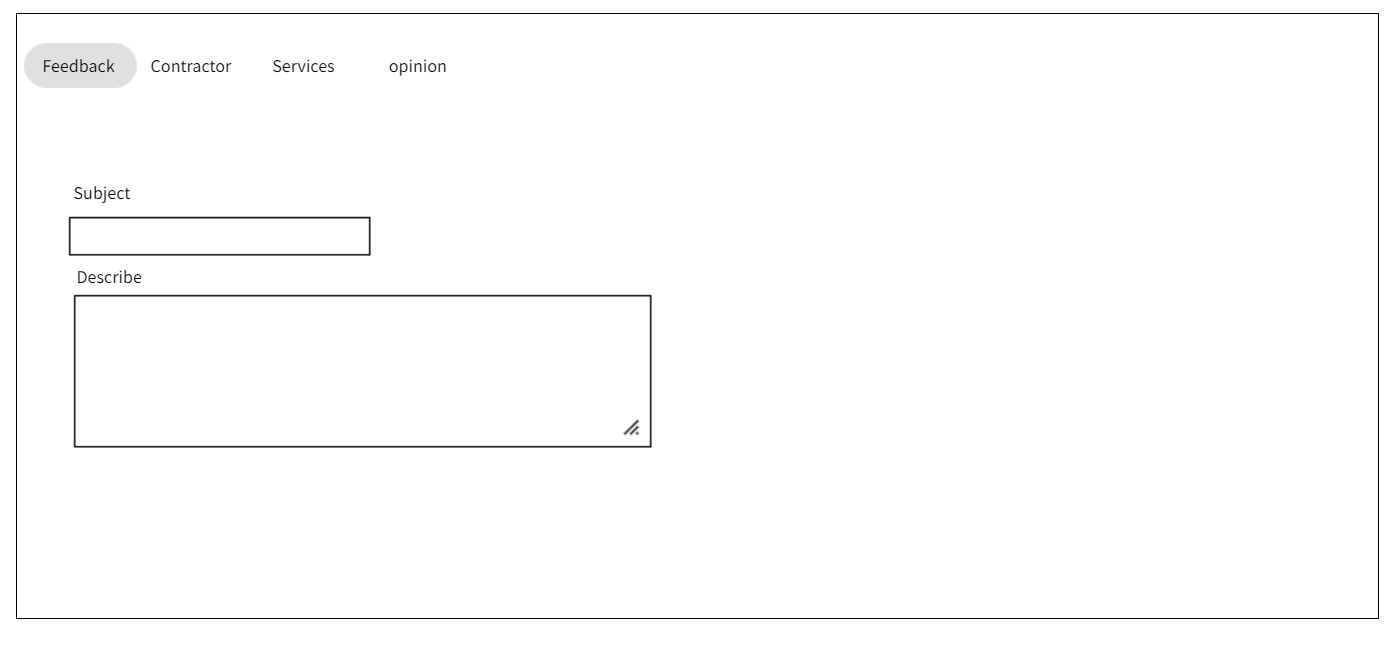 Feedback Contractor Services opinion
Subject
Describe